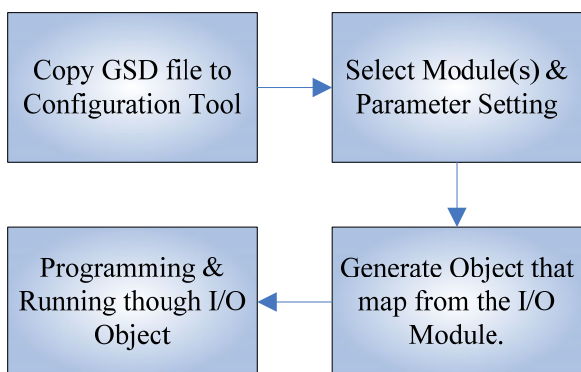 Copy GSD file to
Configuration Tool
Select Module(s) &
Parameter Setting
Generate Object that
map from the I/O
Module.
Programming &
Running though I/O
Object